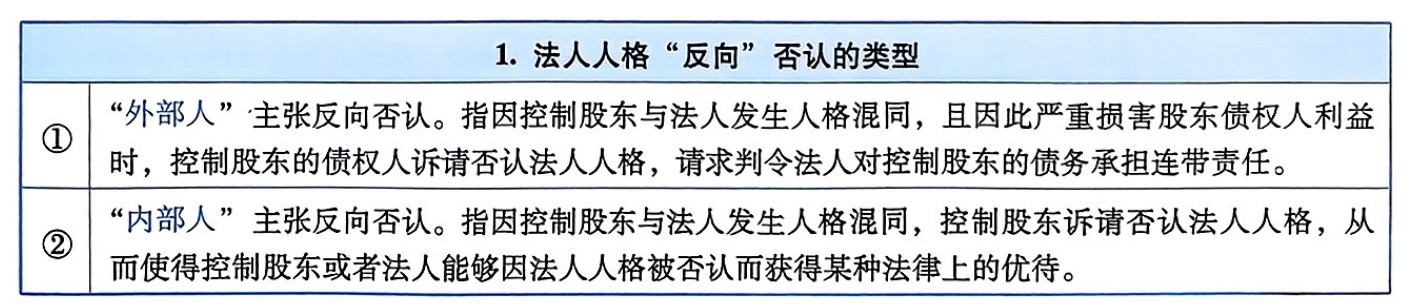 1. 法人人格“反向”否认的类型
① “外部人”主张反向否认。指因控制股东与法人发生人格混同，且因此严重损害股东债权人利益
时，控制股东的债权人诉请否认法人人格，请求判令法人对控制股东的债务承担连带责任。
② “内部人”主张反向否认。指因控制股东与法人发生人格混同，控制股东诉请否认法人人格，从
而使得控制股东或者法人能够因法人人格被否认而获得某种法律上的优待。